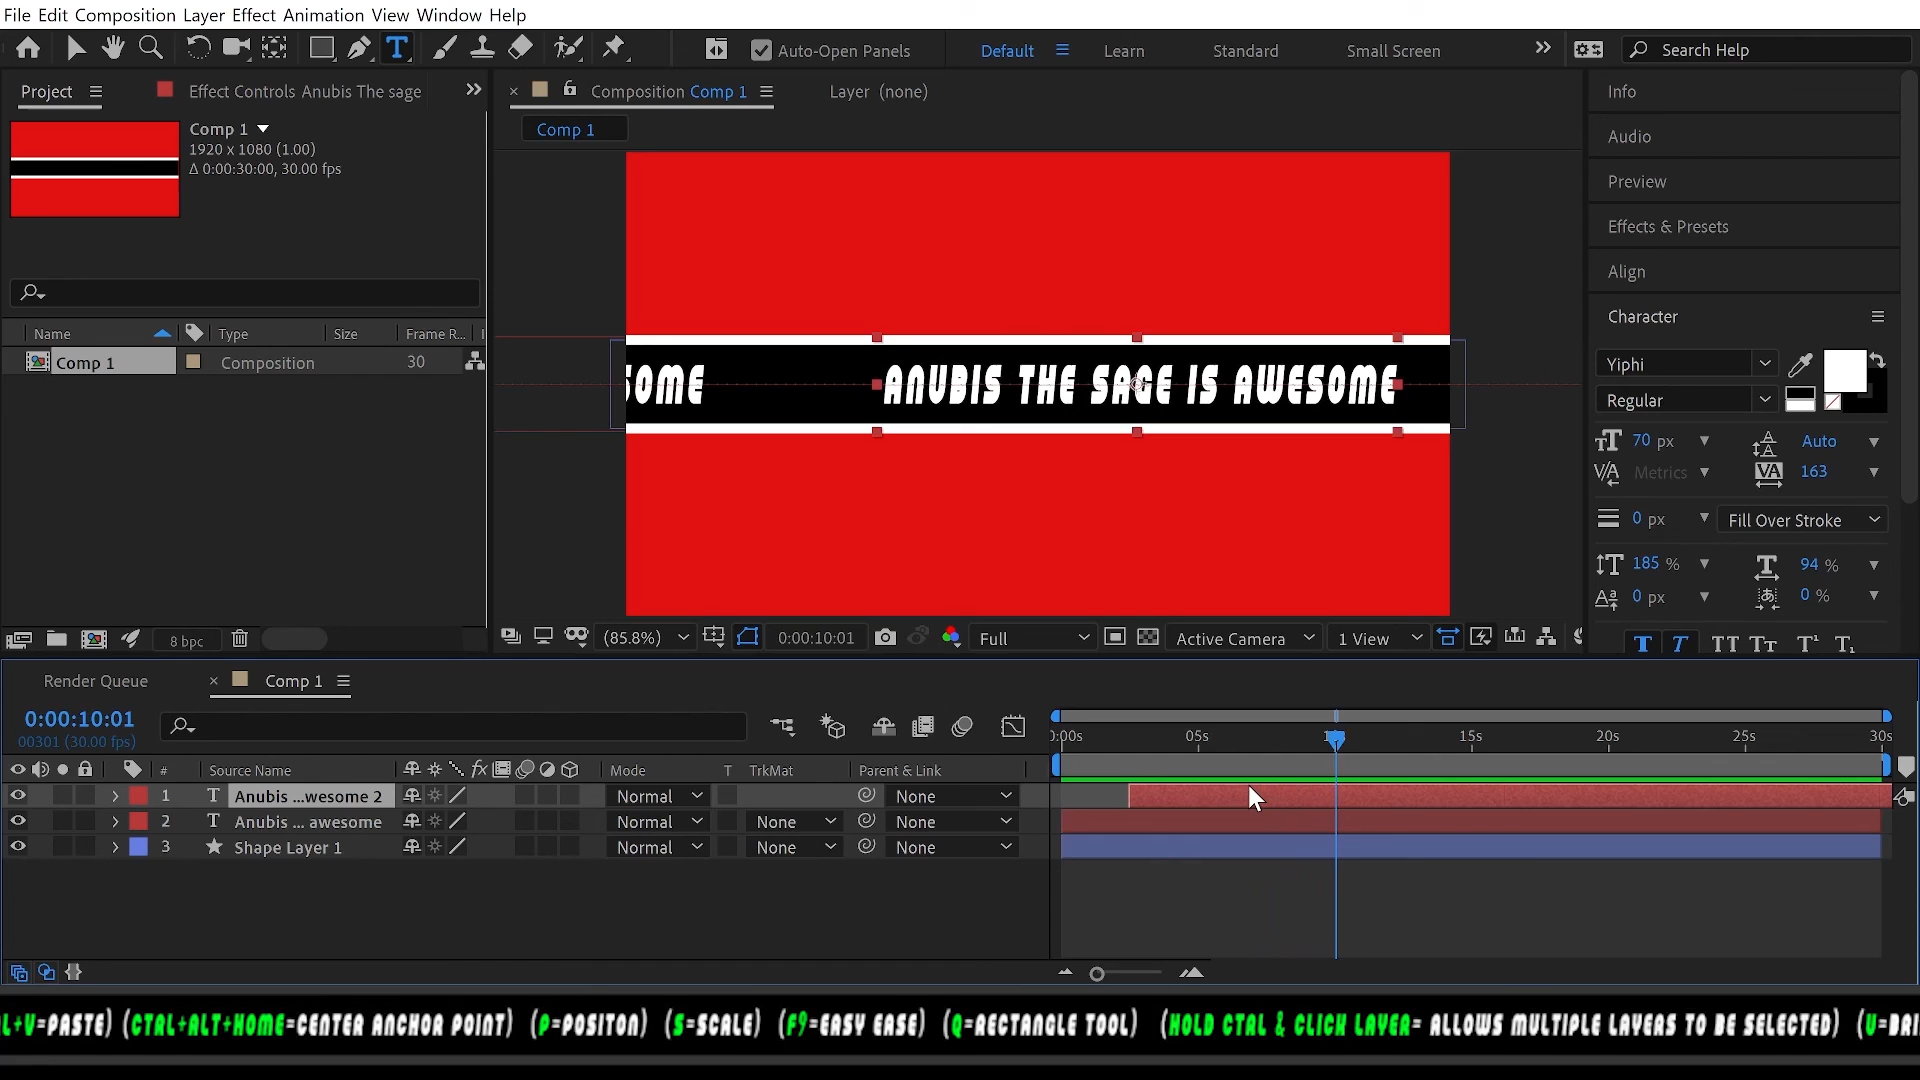 File Edit Composition Layer Effect Animation View Window Help
Auto-Open Panels
Default
Learn
Standard
Small Screen
Search Help
Project
Effect Controls Anubis The sage
Composition Comp 1
Layer (none)
Comp 1
Comp 1
1920 x 1080 (1.00)
Δ 0:00:30:00, 30.00 fps
Name
Type
Size
Frame R...
Comp 1
Composition
30
8 bpc
SOME
ANUBIS THE SAGE IS AWESOME
(85.8%)
0:00:10:01
Full
Active Camera
1 View
Info
Audio
Preview
Effects & Presets
Align
Character
Yiphi
Regular
70 px
Auto
Metrics
163
0 px
Fill Over Stroke
185 %
94 %
0 px
0 %
T T TT Tт T¹ T₁
Render Queue
Comp 1
0:00:10:01
00301 (30.00 fps)
# Source Name
Mode
T TrkMat
Parent & Link
1 Anubis ...wesome 2
Normal
None
2 Anubis ... awesome
Normal
None
None
3 Shape Layer 1
Normal
None
None
0:00s
05s
15s
20s
25s
30s
L+V=PASTE) (CTRL+ALT+HOME=CENTER ANCHOR POINT) (P=POSITON) (S=SCALE) (F9=EASY EASE) (Q=RECTANGLE TOOL) (HOLD CTAL & CLICK LAYER= ALLOWS MULTIPLE LAYERS TO BE SELECTED) (U=BRI